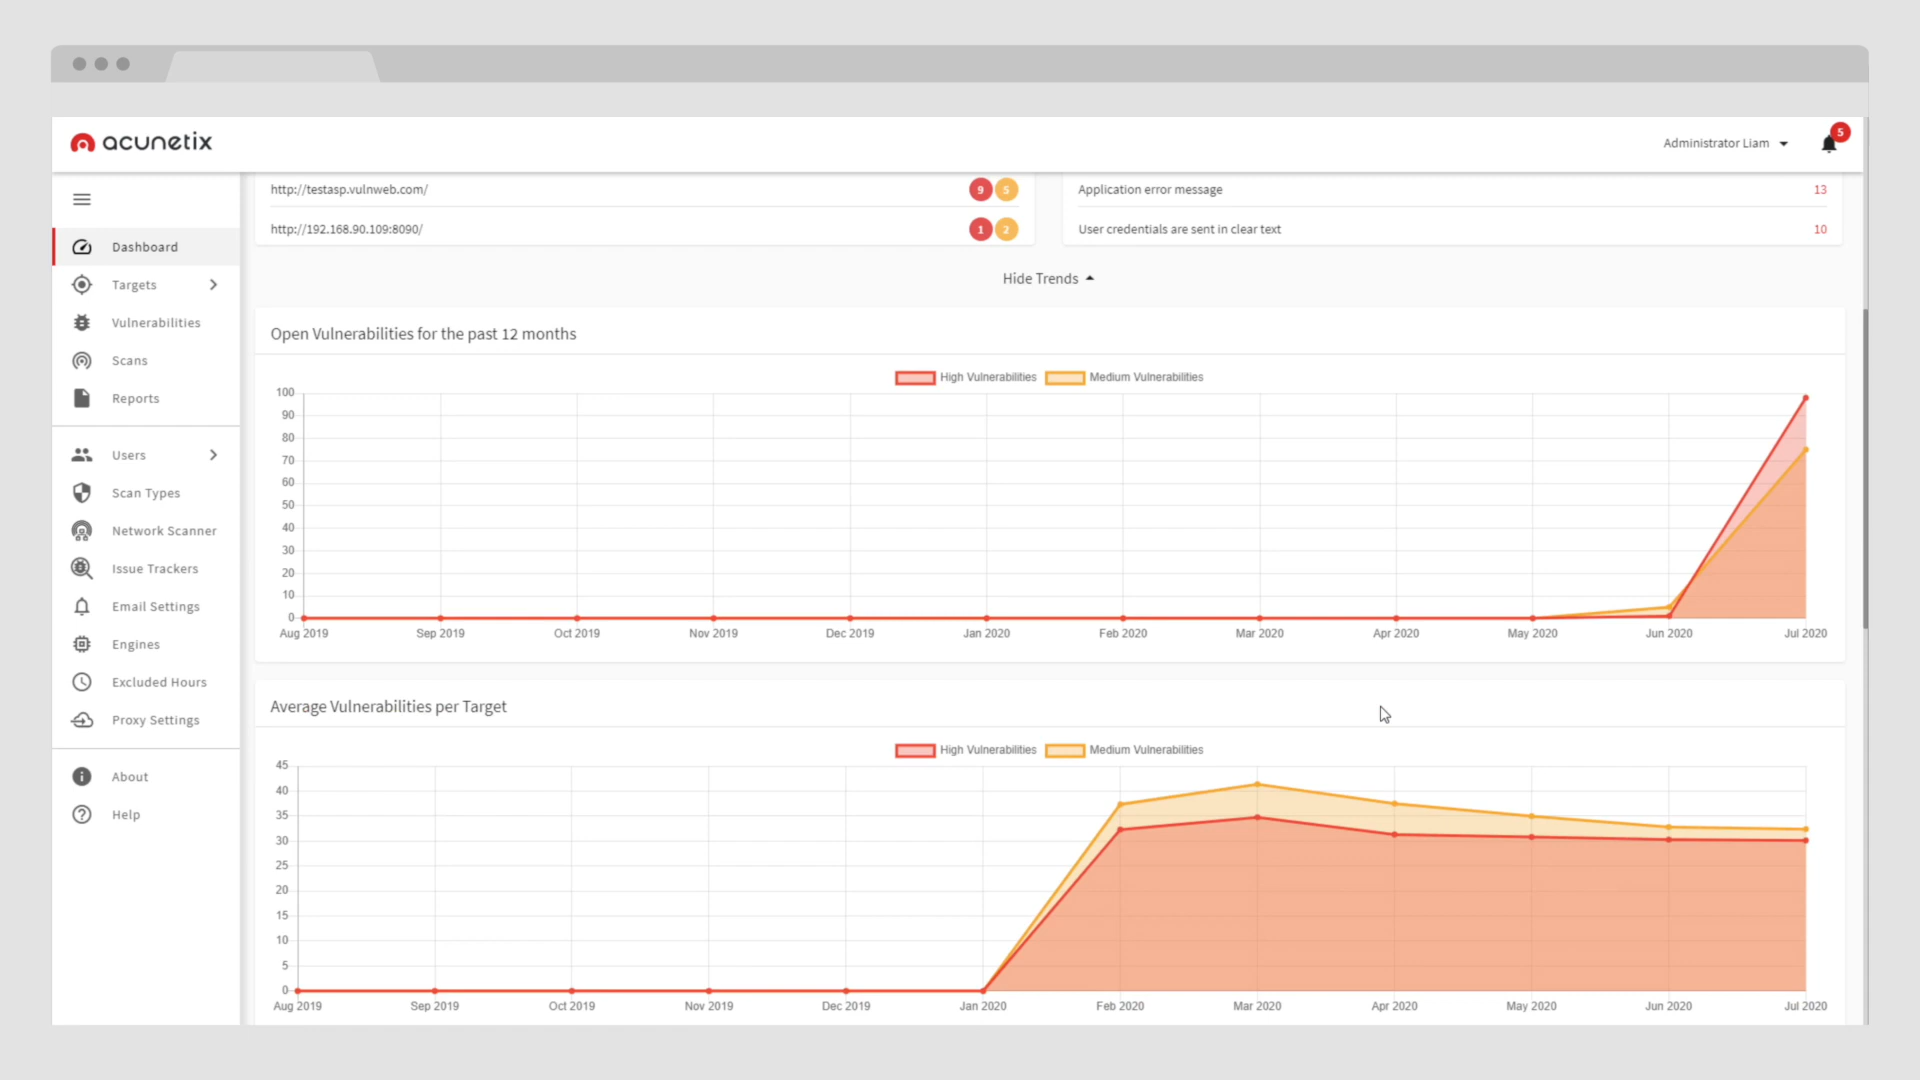 acunetix
Administrator Liam
5
Dashboard
Targets
Vulnerabilities
Scans
Reports
Users
Scan Types
Network Scanner
Issue Trackers
Email Settings
Engines
Excluded Hours
Proxy Settings
About
Help
http://testasp.vulnweb.com/ 9 5
http://192.168.90.109:8090/ 1 2
Application error message 13
User credentials are sent in clear text 10
Hide Trends
Open Vulnerabilities for the past 12 months
High Vulnerabilities Medium Vulnerabilities
100
90
80
70
60
50
40
30
20
10
0
Aug 2019 Sep 2019 Oct 2019 Nov 2019 Dec 2019 Jan 2020 Feb 2020 Mar 2020 Apr 2020 May 2020 Jun 2020 Jul 2020
Average Vulnerabilities per Target
High Vulnerabilities Medium Vulnerabilities
45
40
35
30
25
20
15
10
5
0
Aug 2019 Sep 2019 Oct 2019 Nov 2019 Dec 2019 Jan 2020 Feb 2020 Mar 2020 Apr 2020 May 2020 Jun 2020 Jul 2020